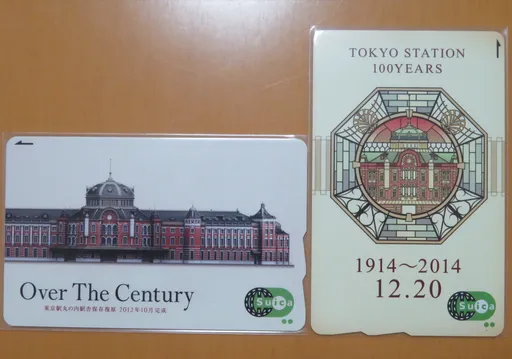 Over The Century
東京駅丸の内駅舎保存復原 2012年10月完成
Suica
TOKYO STATION
100YEARS
1914～2014
12.20
Suica